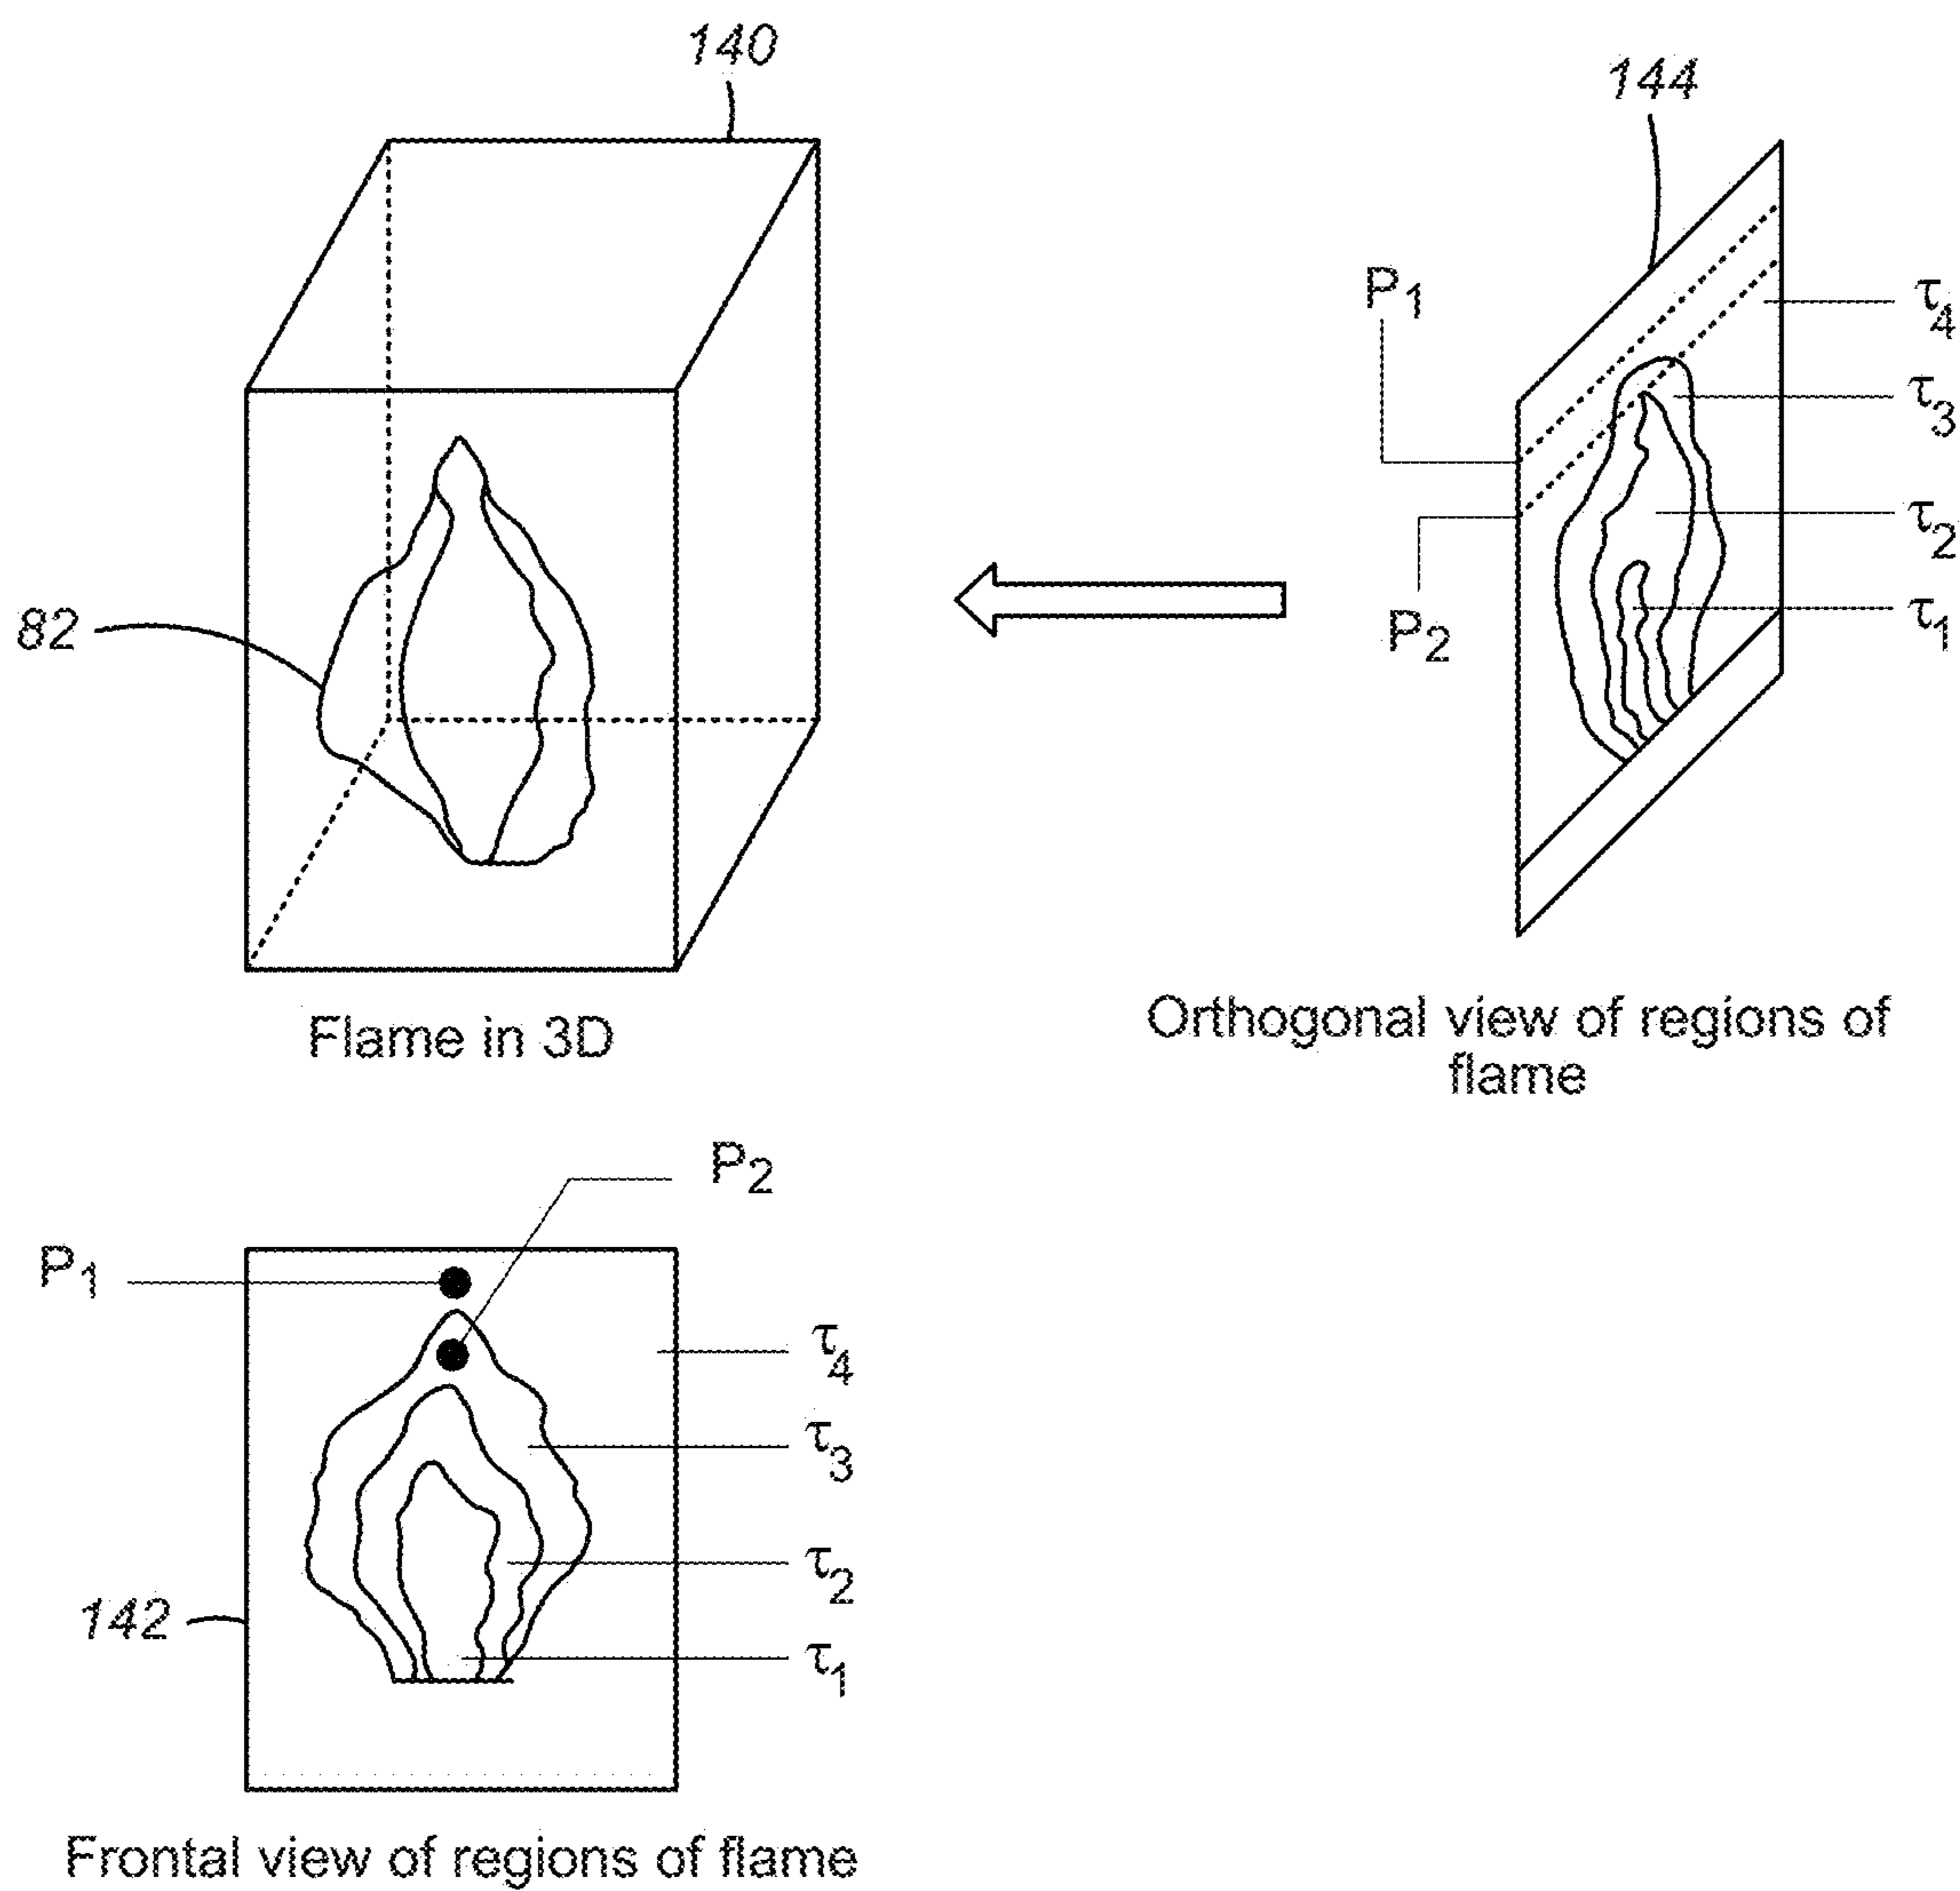 140
144
P1
τ4
τ3
τ2
82
P2
τ1
Flame in 3D
Orthogonal view of regions of
flame
P2
P1
τ4
τ3
τ2
142
τ1
Frontal view of regions of flame